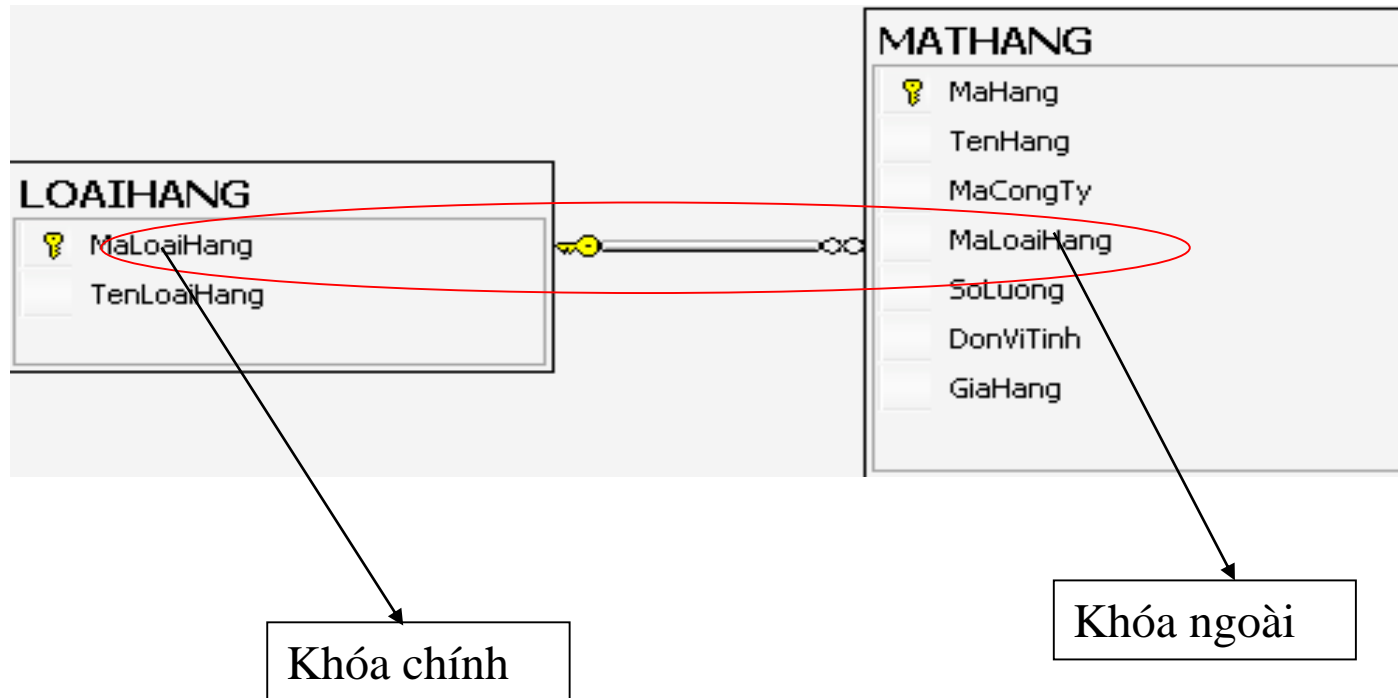 LOAIHANG
MaLoaiHang
TenLoaiHang
MATHANG
MaHang
TenHang
MaCongTy
MaLoaiHang
SoLuong
DonViTinh
GiaHang
Khóa chính
Khóa ngoài